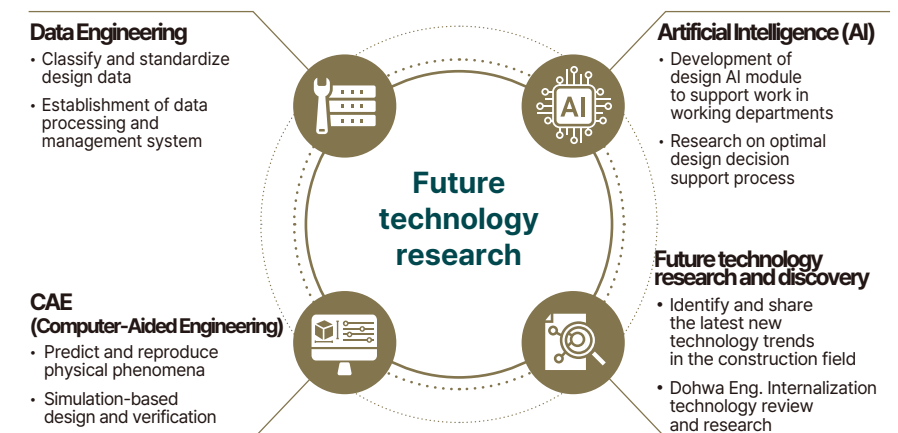 Data Engineering
• Classify and standardize
design data
• Establishment of data
processing and
management system
Artificial Intelligence (AI)
• Development of
design AI module
to support work in
working departments
• Research on optimal
design decision
support process
AI
Future
technology
research
CAE
(Computer-Aided Engineering)
• Predict and reproduce
physical phenomena
• Simulation-based
design and verification
Future technology
research and discovery
• Identify and share
the latest new
technology trends
in the construction field
• Dohwa Eng. Internalization
technology review
and research